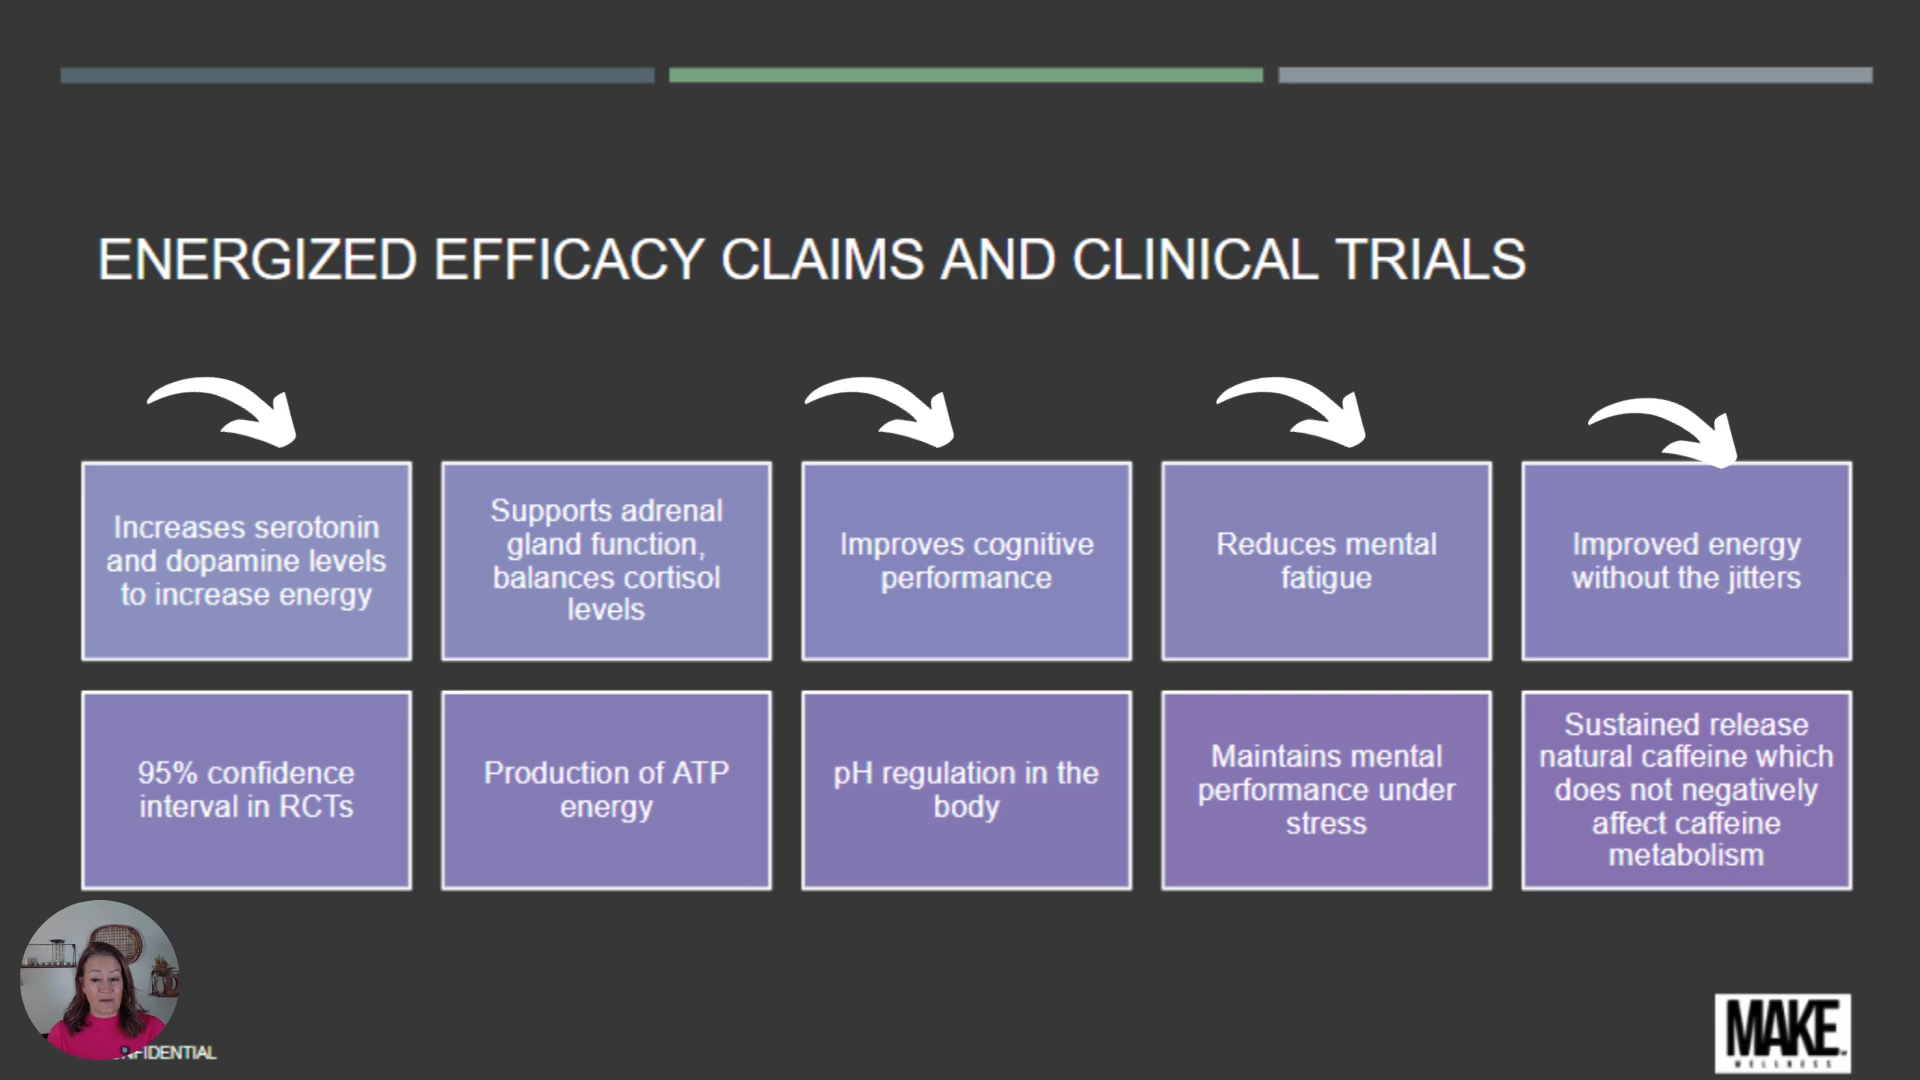 ENERGIZED EFFICACY CLAIMS AND CLINICAL TRIALS
Increases serotonin
and dopamine levels
to increase energy
Supports adrenal
gland function,
balances cortisol
levels
Improves cognitive
performance
Reduces mental
fatigue
Improved energy
without the jitters
95% confidence
interval in RCTs
Production of ATP
energy
pH regulation in the
body
Maintains mental
performance under
stress
Sustained release
natural caffeine which
does not negatively
affect caffeine
metabolism
NFIDENTIAL
MAKE
WELLNESS